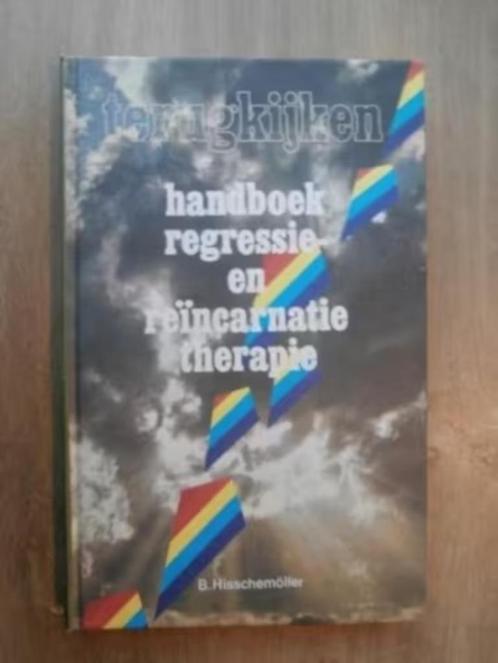 terugkijken
handboek
regressie-
en
reïncarnatie
therapie
B.Hisschemöller